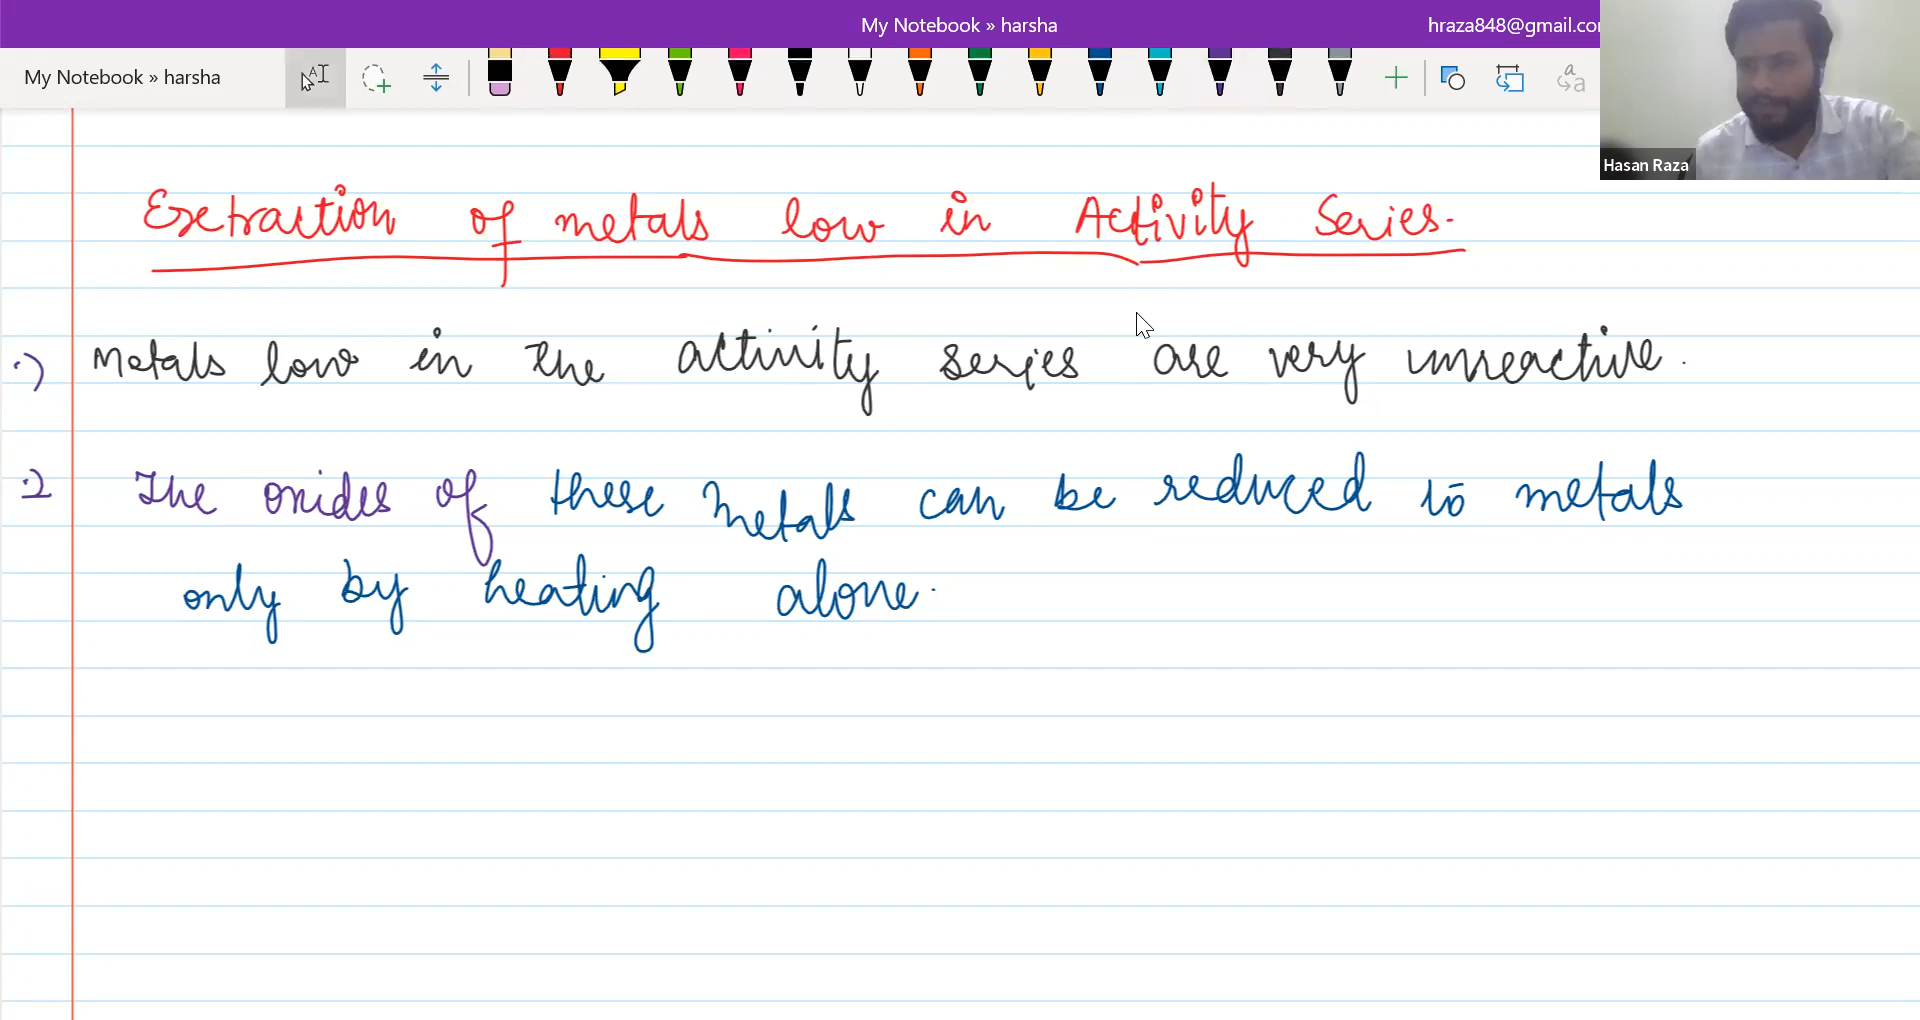 My Notebook » harsha
hraza848@gmail.co
My Notebook » harsha
Hasan Raza
Extraction of metals low in Activity Series.
1) Metals low in the activity series are very unreactive.
2 The oxides of these metals can be reduced to metals
only by heating alone.